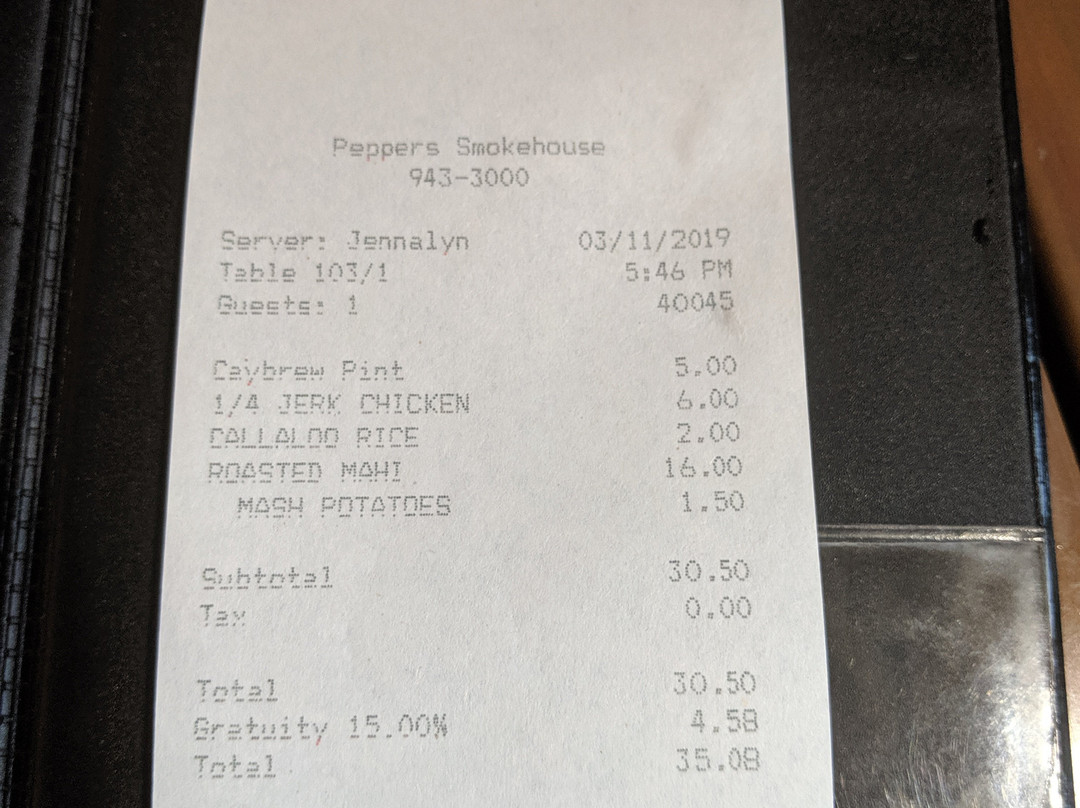 Peppers Smokehouse
943-3000
Server: Jennalyn 03/11/2019
Table 103/1 5:46 PM
Guests: 1 40045
Caybrew Pint 5.00
1/4 JERK CHICKEN 6.00
CALLALOO RICE 2.00
ROASTED MAHI 16.00
MASH POTATOES 1.50
Subtotal 30.50
Tax 0.00
Total 30.50
Gratuity 15.00% 4.58
Total 35.08